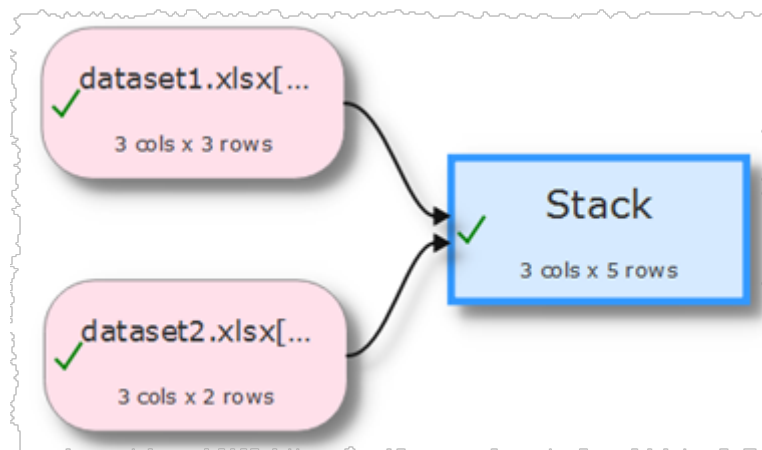 dataset1.xlsx[...
3 cols x 3 rows
Stack
3 cols x 5 rows
dataset2.xlsx[...
3 cols x 2 rows